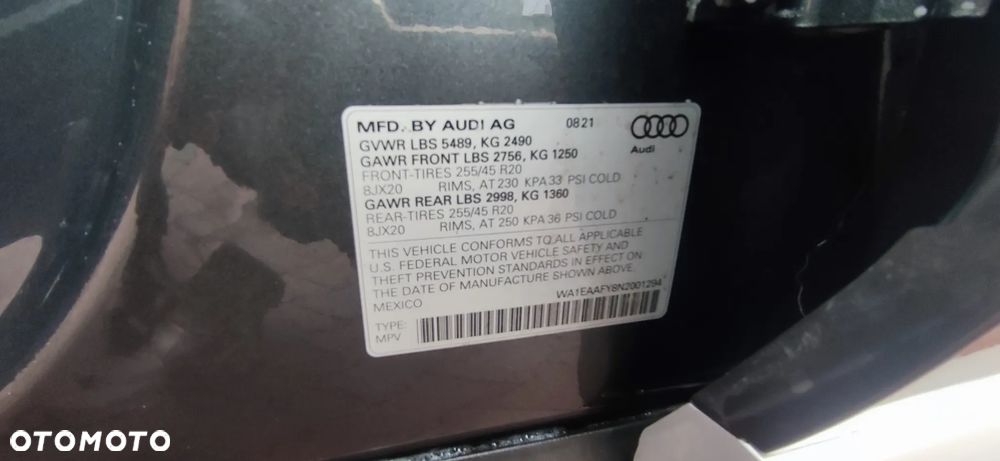 MFD. BY AUDI AG 08 21
Audi
GVWR LBS 5489, KG 2490
GAWR FRONT LBS 2756, KG 1250
FRONT-TIRES 255/45 R20
8JX20 RIMS, AT 230 KPA 33 PSI COLD
GAWR REAR LBS 2998, KG 1360
REAR-TIRES 255/45 R20
8JX20 RIMS, AT 250 KPA 36 PSI COLD
THIS VEHICLE CONFORMS TO ALL APPLICABLE
U.S. FEDERAL MOTOR VEHICLE SAFETY AND
THEFT PREVENTION STANDARDS IN EFFECT ON
THE DATE OF MANUFACTURE SHOWN ABOVE.
MEXICO
WA1EAAFY8N2001294
TYPE:
MPV
OTOMOTO